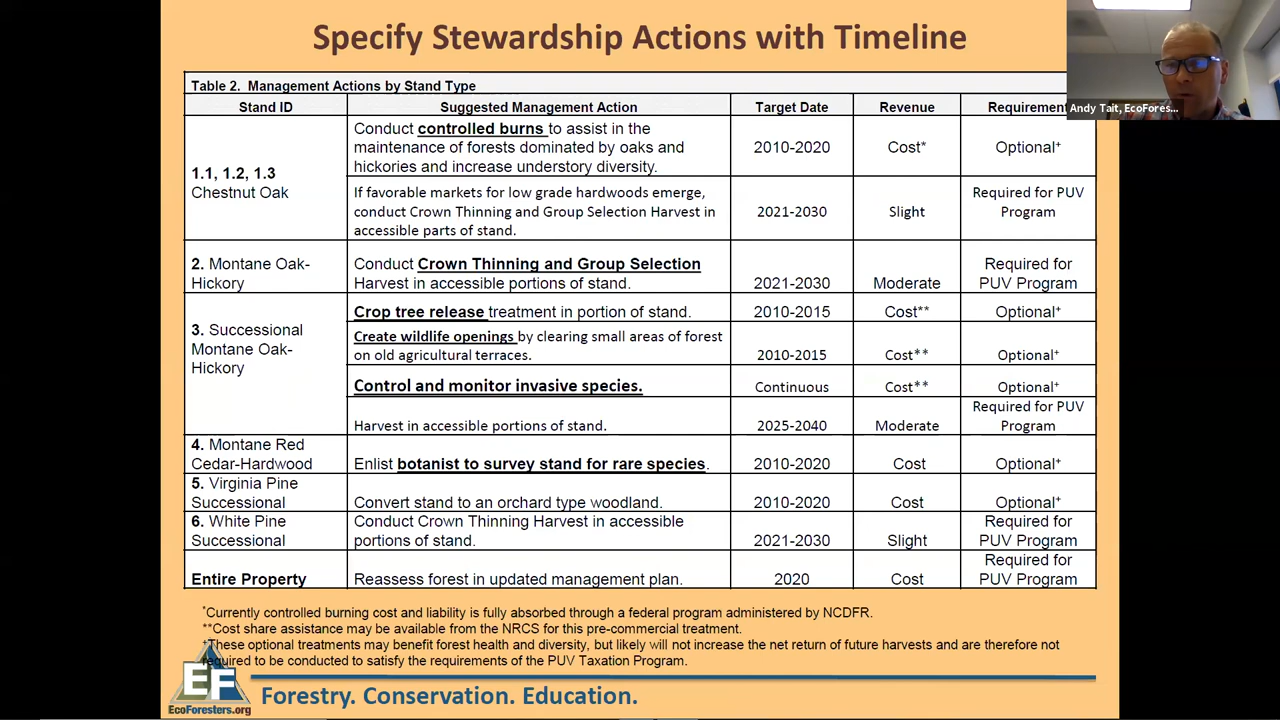 Specify Stewardship Actions with Timeline
Table 2. Management Actions by Stand Type
Stand ID
Suggested Management Action
Target Date
Revenue
Requirement
Andy Tait, EcoFores...
1.1, 1.2, 1.3
Chestnut Oak
Conduct controlled burns to assist in the
maintenance of forests dominated by oaks and
hickories and increase understory diversity.
2010-2020
Cost*
Optional+
If favorable markets for low grade hardwoods emerge,
conduct Crown Thinning and Group Selection Harvest in
accessible parts of stand.
2021-2030
Slight
Required for PUV
Program
2. Montane Oak-
Hickory
Conduct Crown Thinning and Group Selection
Harvest in accessible portions of stand.
2021-2030
Moderate
Required for
PUV Program
3. Successional
Montane Oak-
Hickory
Crop tree release treatment in portion of stand.
2010-2015
Cost**
Optional+
Create wildlife openings by clearing small areas of forest
on old agricultural terraces.
2010-2015
Cost**
Optional+
Control and monitor invasive species.
Continuous
Cost**
Optional+
Harvest in accessible portions of stand.
2025-2040
Moderate
Required for PUV
Program
4. Montane Red
Cedar-Hardwood
Enlist botanist to survey stand for rare species.
2010-2020
Cost
Optional+
5. Virginia Pine
Successional
Convert stand to an orchard type woodland.
2010-2020
Cost
Optional+
6. White Pine
Successional
Conduct Crown Thinning Harvest in accessible
portions of stand.
2021-2030
Slight
Required for
PUV Program
Entire Property
Reassess forest in updated management plan.
2020
Cost
Required for
PUV Program
*Currently controlled burning cost and liability is fully absorbed through a federal program administered by NCDFR.
**Cost share assistance may be available from the NRCS for this pre-commercial treatment.
+These optional treatments may benefit forest health and diversity, but likely will not increase the net return of future harvests and are therefore not
required to be conducted to satisfy the requirements of the PUV Taxation Program.
EF
EcoForesters.org
Forestry. Conservation. Education.